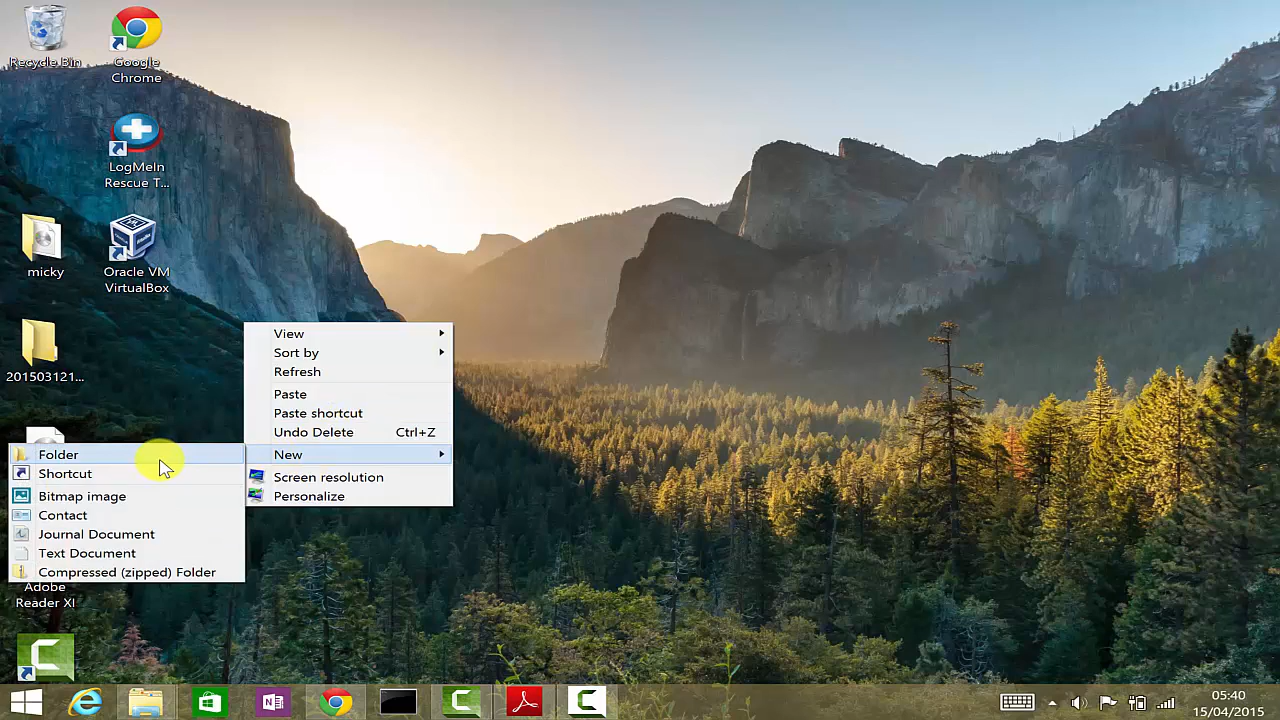 Recycle Bin
Google
Chrome
LogMeIn
Rescue T...
micky
Oracle VM
VirtualBox
201503121...
View
Sort by
Refresh
Paste
Paste shortcut
Undo Delete Ctrl+Z
New
Screen resolution
Personalize
Folder
Shortcut
Bitmap image
Contact
Journal Document
Text Document
Compressed (zipped) Folder
Adobe
Reader XI
05:40
15/04/2015